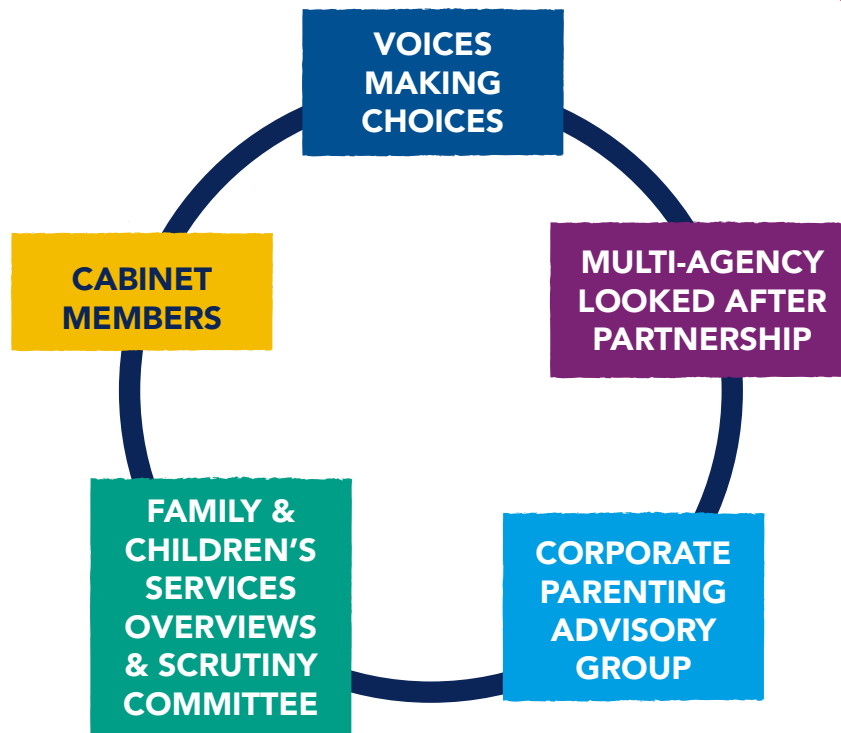 VOICES
MAKING
CHOICES
CABINET
MEMBERS
MULTI-AGENCY
LOOKED AFTER
PARTNERSHIP
FAMILY &
CHILDREN’S
SERVICES
OVERVIEWS
& SCRUTINY
COMMITTEE
CORPORATE
PARENTING
ADVISORY
GROUP